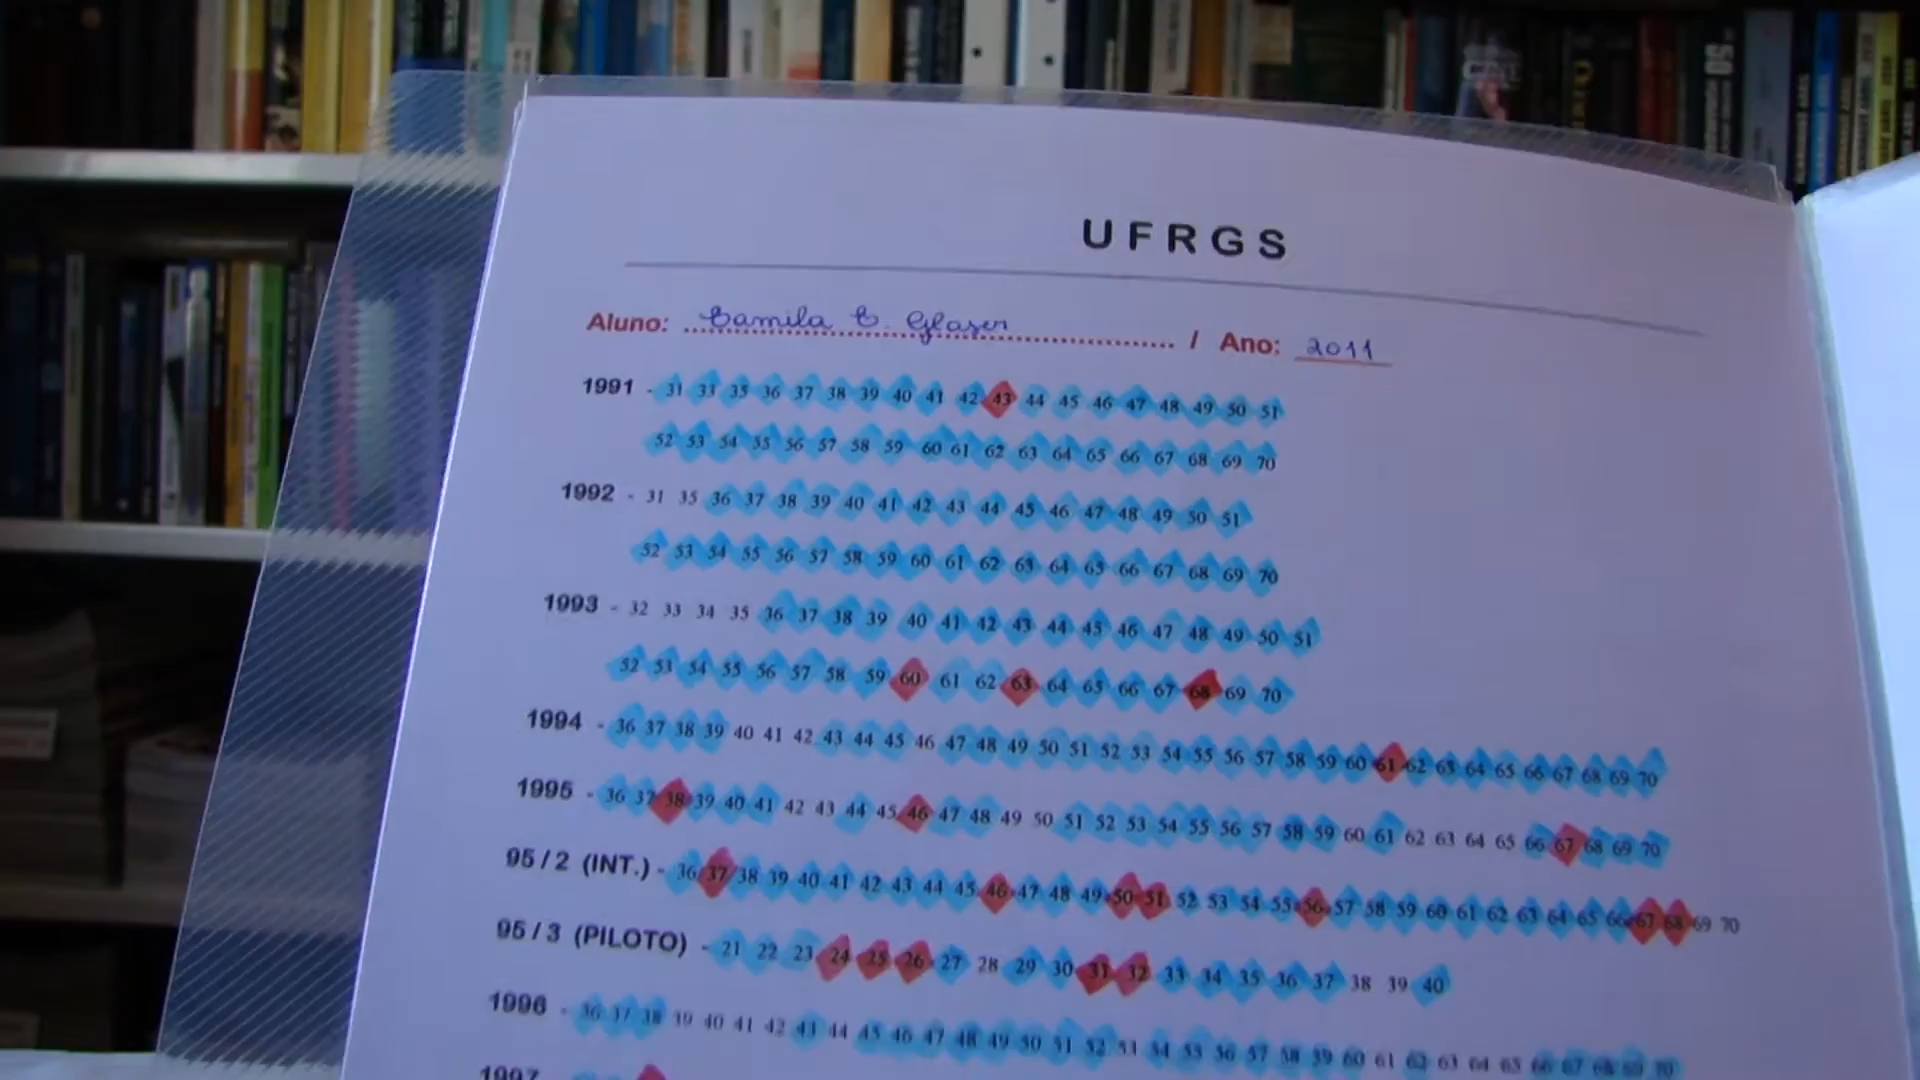 UFRGS
Aluno: Camila C. Glaser / Ano: 2011
1991 - 31 33 35 36 37 38 39 40 41 42 43 44 45 46 47 48 49 50 51
52 53 54 55 56 57 58 59 60 61 62 63 64 65 66 67 68 69 70
1992 - 31 35 36 37 38 39 40 41 42 43 44 45 46 47 48 49 50 51
52 53 54 55 56 57 58 59 60 61 62 63 64 65 66 67 68 69 70
1993 - 32 33 34 35 36 37 38 39 40 41 42 43 44 45 46 47 48 49 50 51
52 53 54 55 56 57 58 59 60 61 62 63 64 65 66 67 68 69 70
1994 - 36 37 38 39 40 41 42 43 44 45 46 47 48 49 50 51 52 53 54 55 56 57 58 59 60 61 62 63 64 65 66 67 68 69 70
1995 - 36 37 38 39 40 41 42 43 44 45 46 47 48 49 50 51 52 53 54 55 56 57 58 59 60 61 62 63 64 65 66 67 68 69 70
95/2 (INT.) - 36 37 38 39 40 41 42 43 44 45 46 47 48 49 50 51 52 53 54 55 56 57 58 59 60 61 62 63 64 65 66 67 68 69 70
95/3 (PILOTO) - 21 22 23 24 25 26 27 28 29 30 31 32 33 34 35 36 37 38 39 40
1996 - 36 37 38 39 40 41 42 43 44 45 46 47 48 49 50 51 52 53 54 55 56 57 58 59 60 61 62 63 64 65 66 67 68 69 70
1997